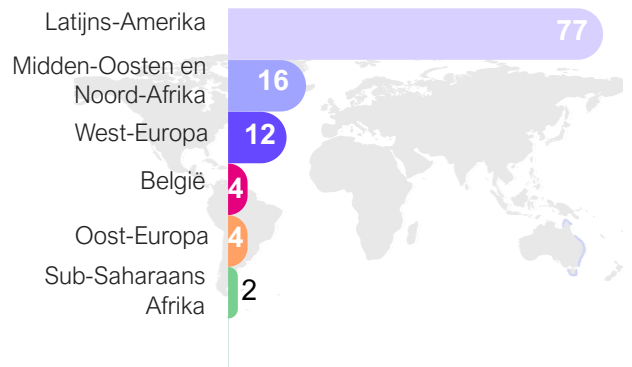 Latijns-Amerika 77
Midden-Oosten en
Noord-Afrika 16
West-Europa 12
België 4
Oost-Europa 4
Sub-Saharaans
Afrika 2